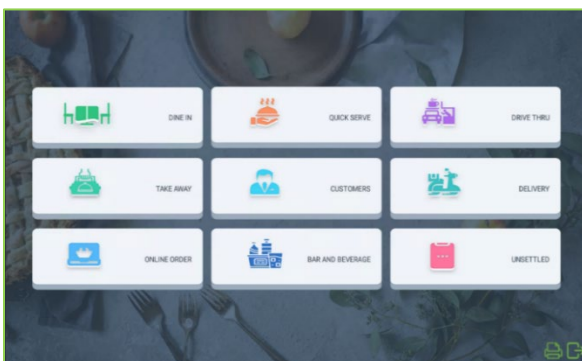 DINE IN
QUICK SERVE
DRIVE THRU
TAKE AWAY
CUSTOMERS
DELIVERY
ONLINE ORDER
BAR AND BEVERAGE
UNSETTLED